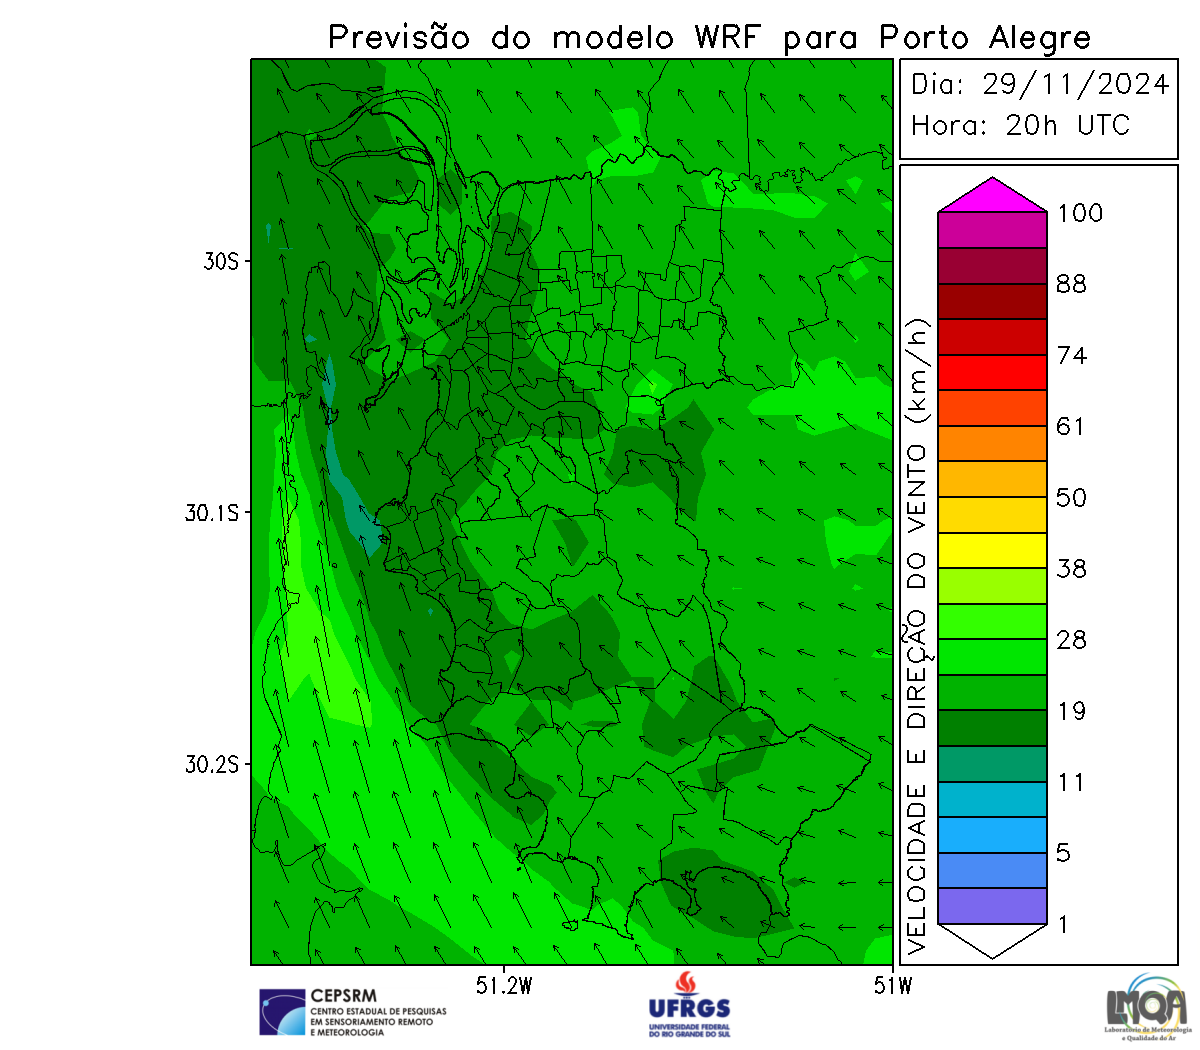 Previsão do modelo WRF para Porto Alegre
Dia: 29/11/2024
Hora: 20h UTC
VELOCIDADE E DIREÇÃO DO VENTO (km/h)
100
88
74
61
50
38
28
19
11
5
1
30S
30.1S
30.2S
51.2W
51W
CEPSRM
CENTRO ESTADUAL DE PESQUISAS
EM SENSORIAMENTO REMOTO
E METEOROLOGIA
UFRGS
UNIVERSIDADE FEDERAL
DO RIO GRANDE DO SUL
LMQA
Laboratório de Meteorologia
e Qualidade do Ar